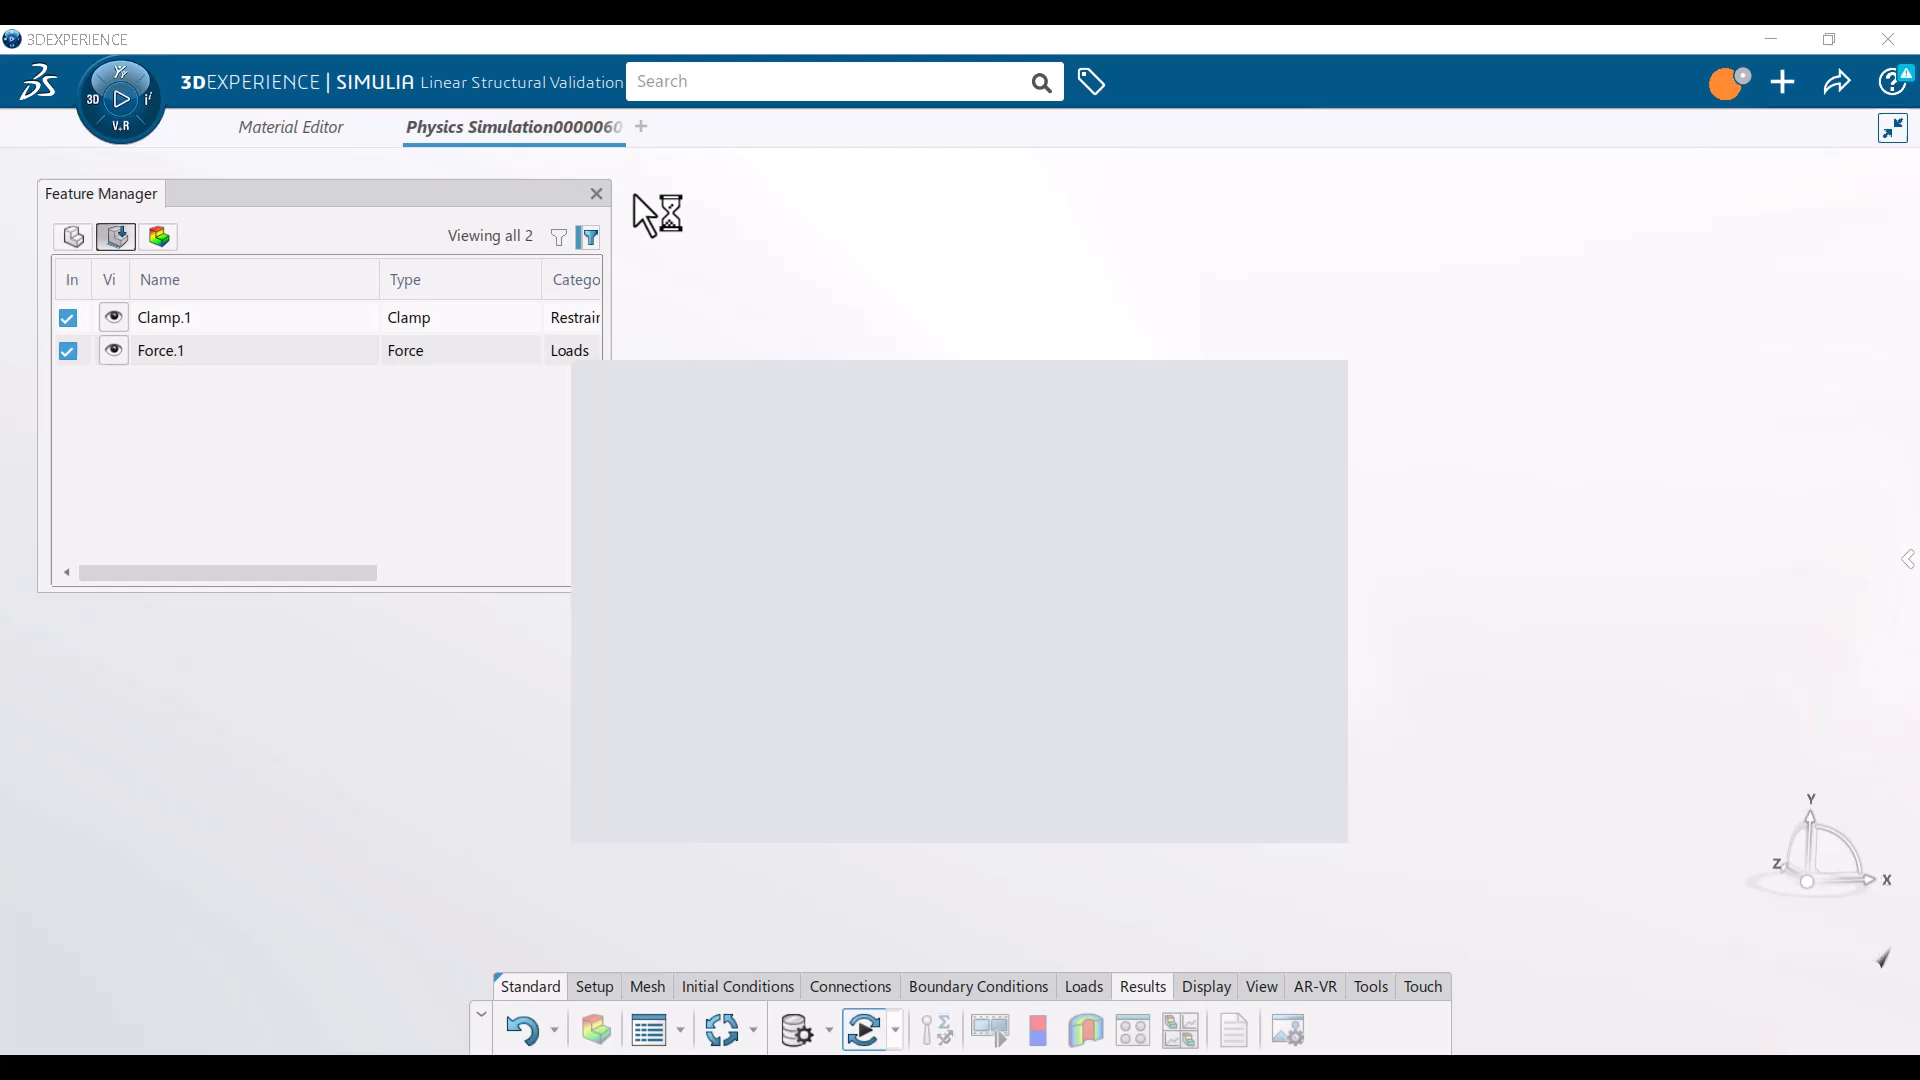 3DEXPERIENCE
3DEXPERIENCE | SIMULIA Linear Structural Validation
Search
3D
V.R
Material Editor
Physics Simulation0000060
Feature Manager
Viewing all 2
In Vi Name Type Catego
Clamp.1 Clamp Restrain
Force.1 Force Loads
Y
Z
X
Standard Setup Mesh Initial Conditions Connections Boundary Conditions Loads Results Display View AR-VR Tools Touch